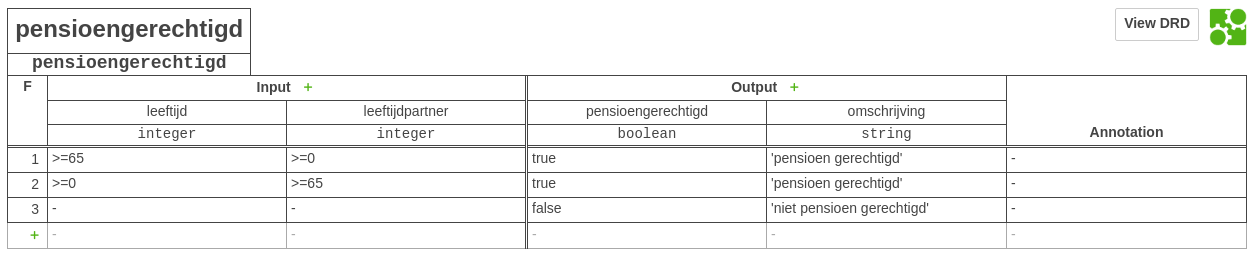 pensioengerechtigd
View DRD
pensioengerechtigd
F Input + Output + Annotation
leeftijd leeftijdpartner pensioengerechtigd omschrijving
integer integer boolean string
1 >=65 >=0 true 'pensioen gerechtigd' -
2 >=0 >=65 true 'pensioen gerechtigd' -
3 - - false 'niet pensioen gerechtigd' -
+ - - - - -